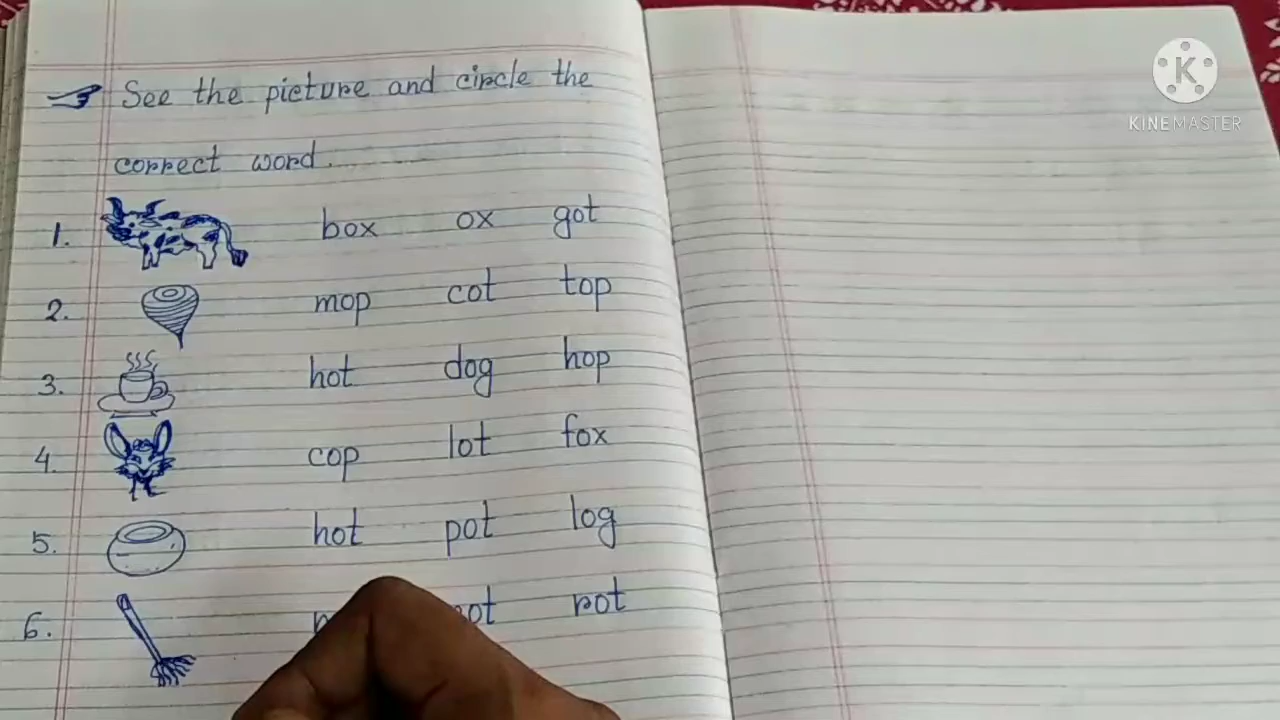 See the picture and circle the
correct word.
1. box ox got
2. mop cot top
3. hot dog hop
4. cop lot fox
5. hot pot log
6. rot
KINEMASTER